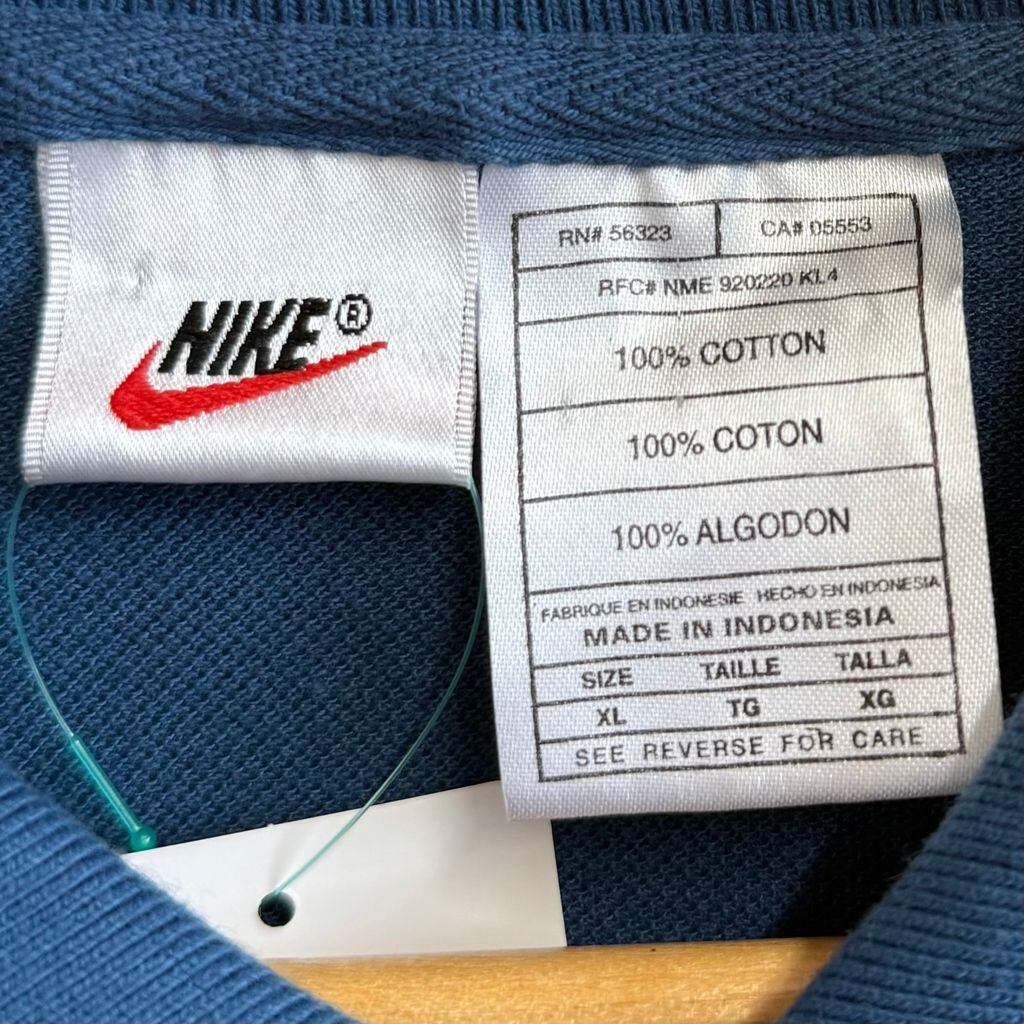 NIKE®
RN# 56323 CA# 05553
RFC# NME 920220 KL4
100% COTTON
100% COTON
100% ALGODON
FABRIQUE EN INDONESIE HECHO EN INDONESIA
MADE IN INDONESIA
SIZE TAILLE TALLA
XL TG XG
SEE REVERSE FOR CARE